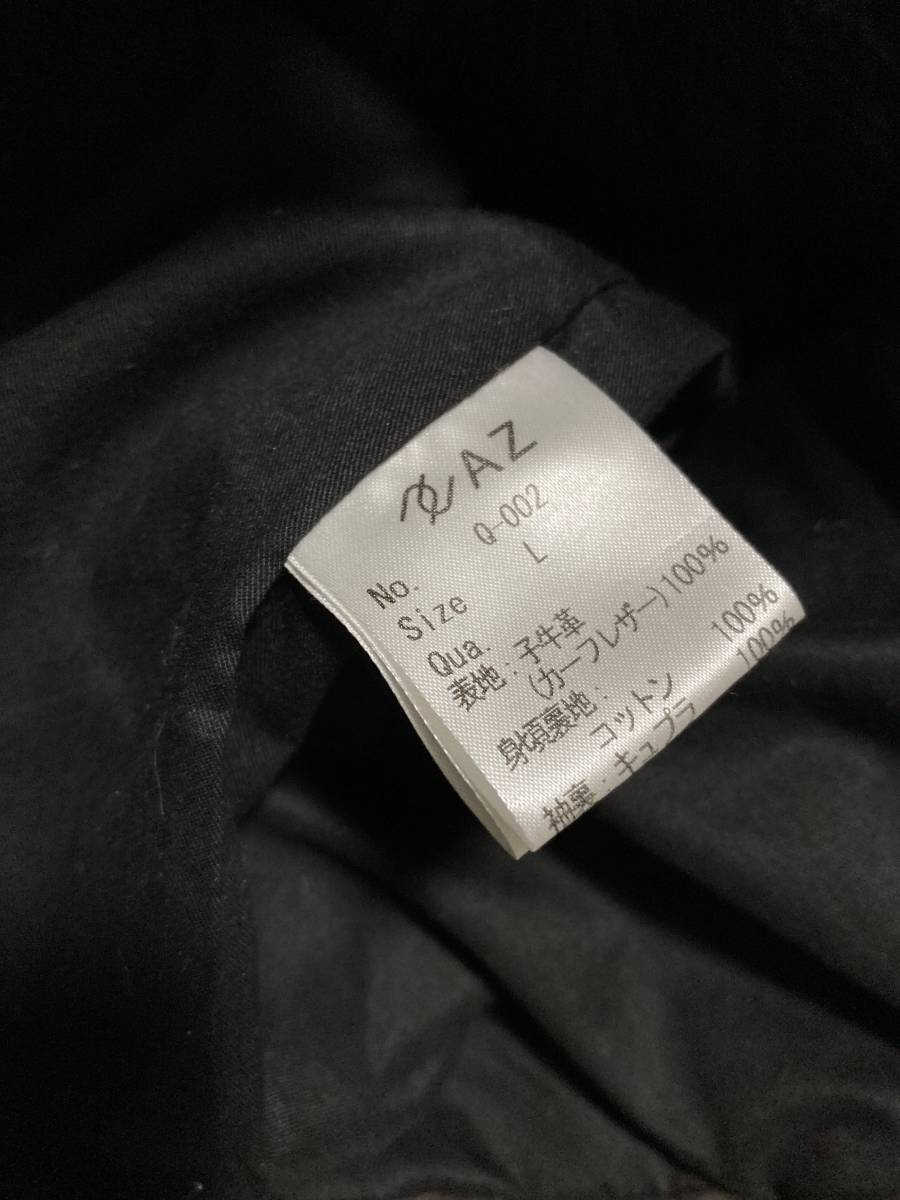 AZ
No. Q-002
Size L
Qua.
表地:子牛革
(カーフレザー)100%
身頃裏地:
コットン 100%
袖裏:キュプラ 100%